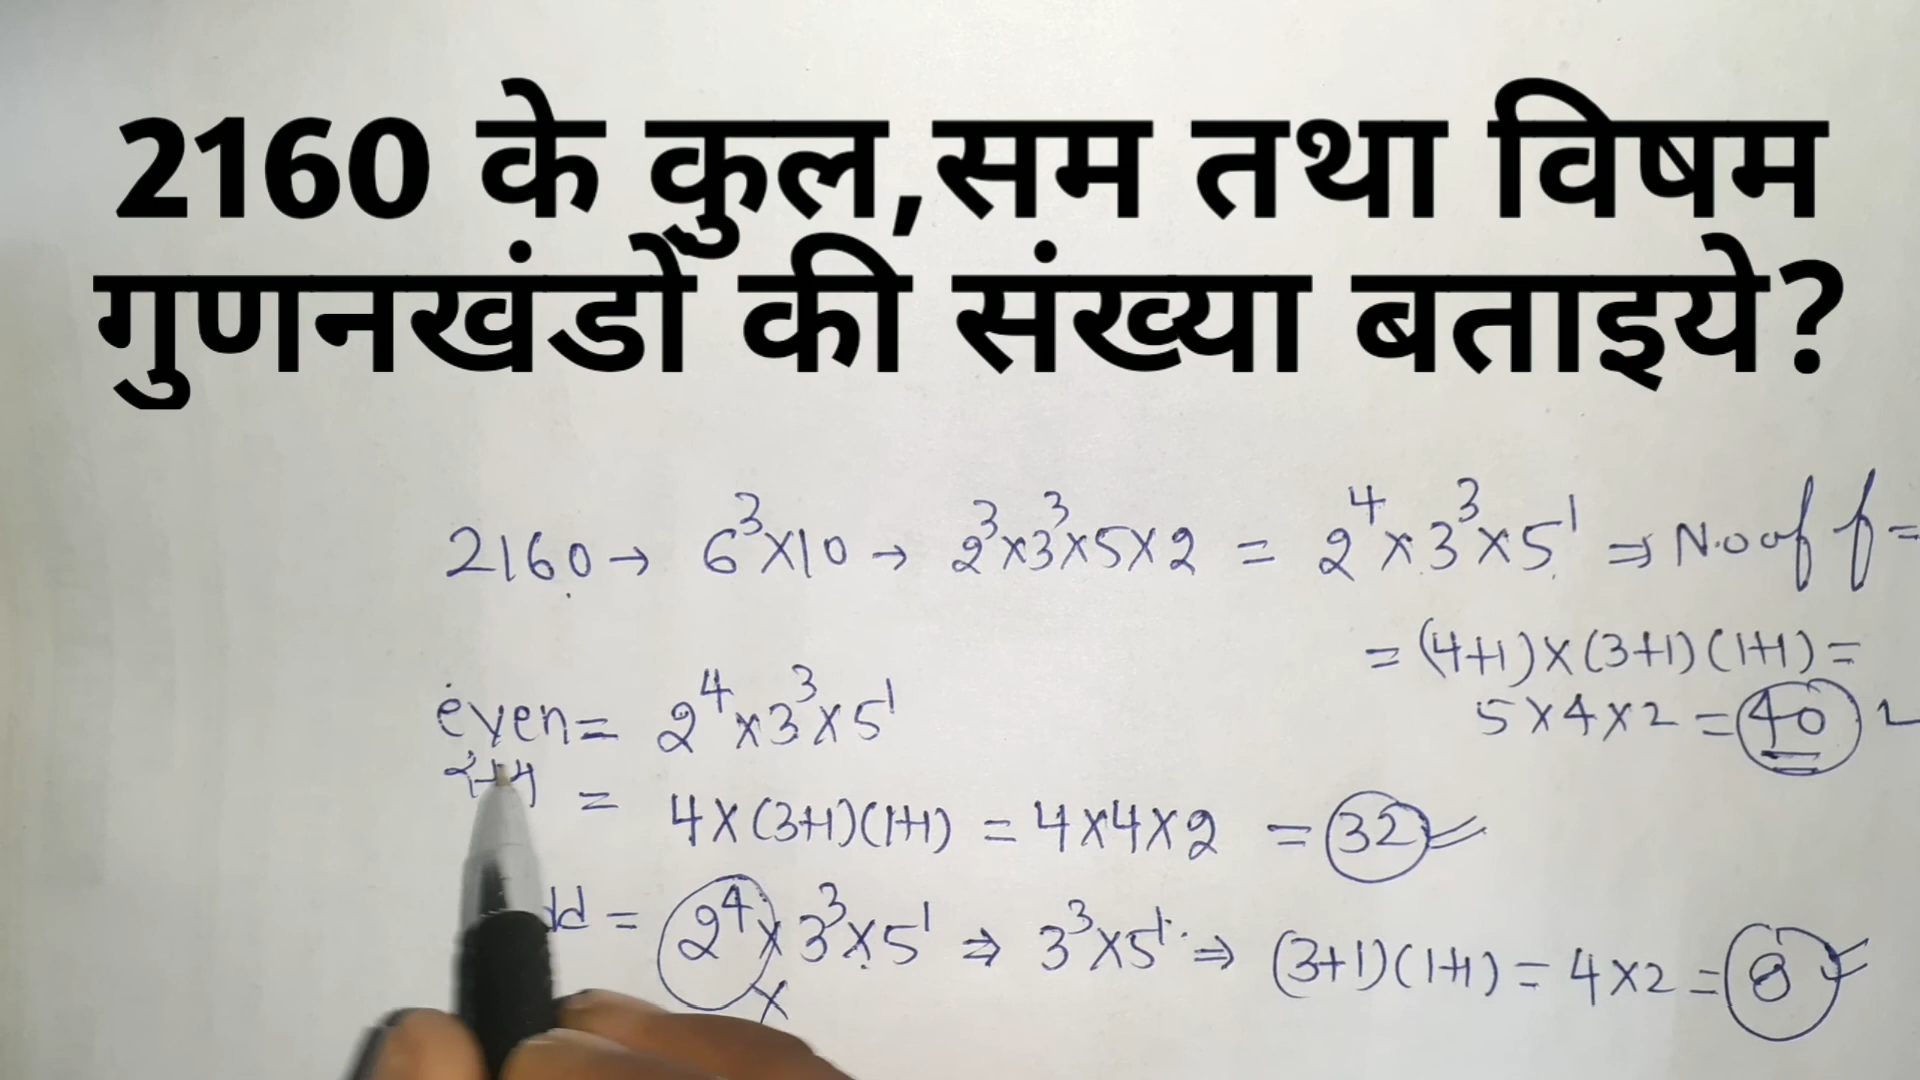 2160 के कुल,सम तथा विषम
गुणनखंडों की संख्या बताइये?
2160 → 6³×10 → 2³×3³×5×2 = 2⁴×3³×5¹ ⇒ N.o of f =
= (4+1)×(3+1)(1+1) =
5×4×2 = 40
even = 2⁴×3³×5¹
= 4×(3+1)(1+1) = 4×4×2 = 32
dd = 2⁴×3³×5¹ ⇒ 3³×5¹ ⇒ (3+1)(1+1) = 4×2 = 8
×